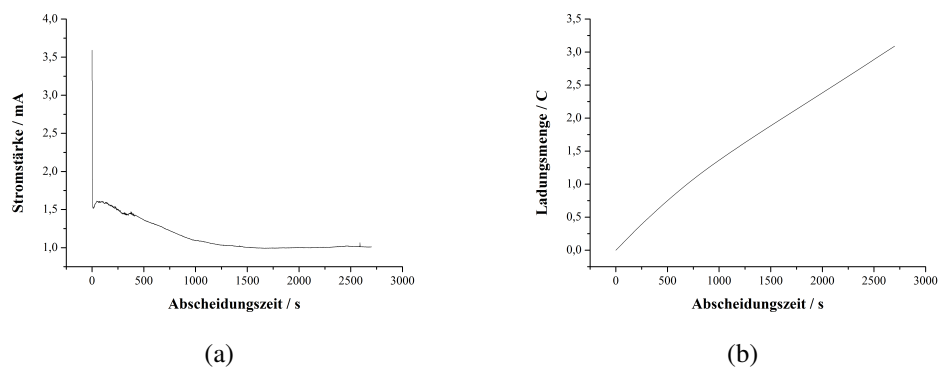 4,0
3,5
3,0
2,5
2,0
1,5
1,0
Stromstärke / mA
0 500 1000 1500 2000 2500 3000
Abscheidungszeit / s
(a)
3,5
3,0
2,5
2,0
1,5
1,0
0,5
0,0
Ladungsmenge / C
0 500 1000 1500 2000 2500 3000
Abscheidungszeit / s
(b)